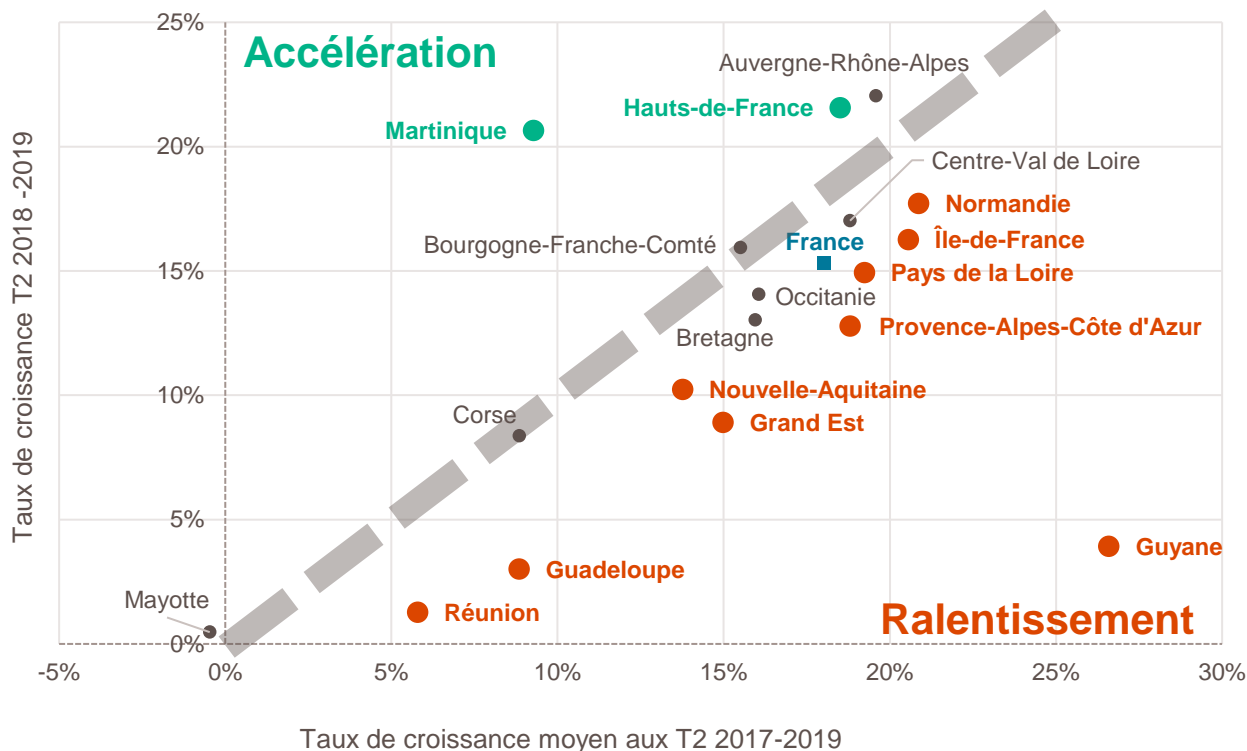 25%
Accélération
Auvergne-Rhône-Alpes
Hauts-de-France
Martinique
20%
Centre-Val de Loire
Normandie
Bourgogne-Franche-Comté
France
Île-de-France
15%
Pays de la Loire
Occitanie
Provence-Alpes-Côte d'Azur
Bretagne
10%
Nouvelle-Aquitaine
Corse
Grand Est
5%
Guyane
Guadeloupe
Mayotte
Réunion
Ralentissement
0%
-5%
0%
5%
10%
15%
20%
25%
30%
Taux de croissance T2 2018 -2019
Taux de croissance moyen aux T2 2017-2019